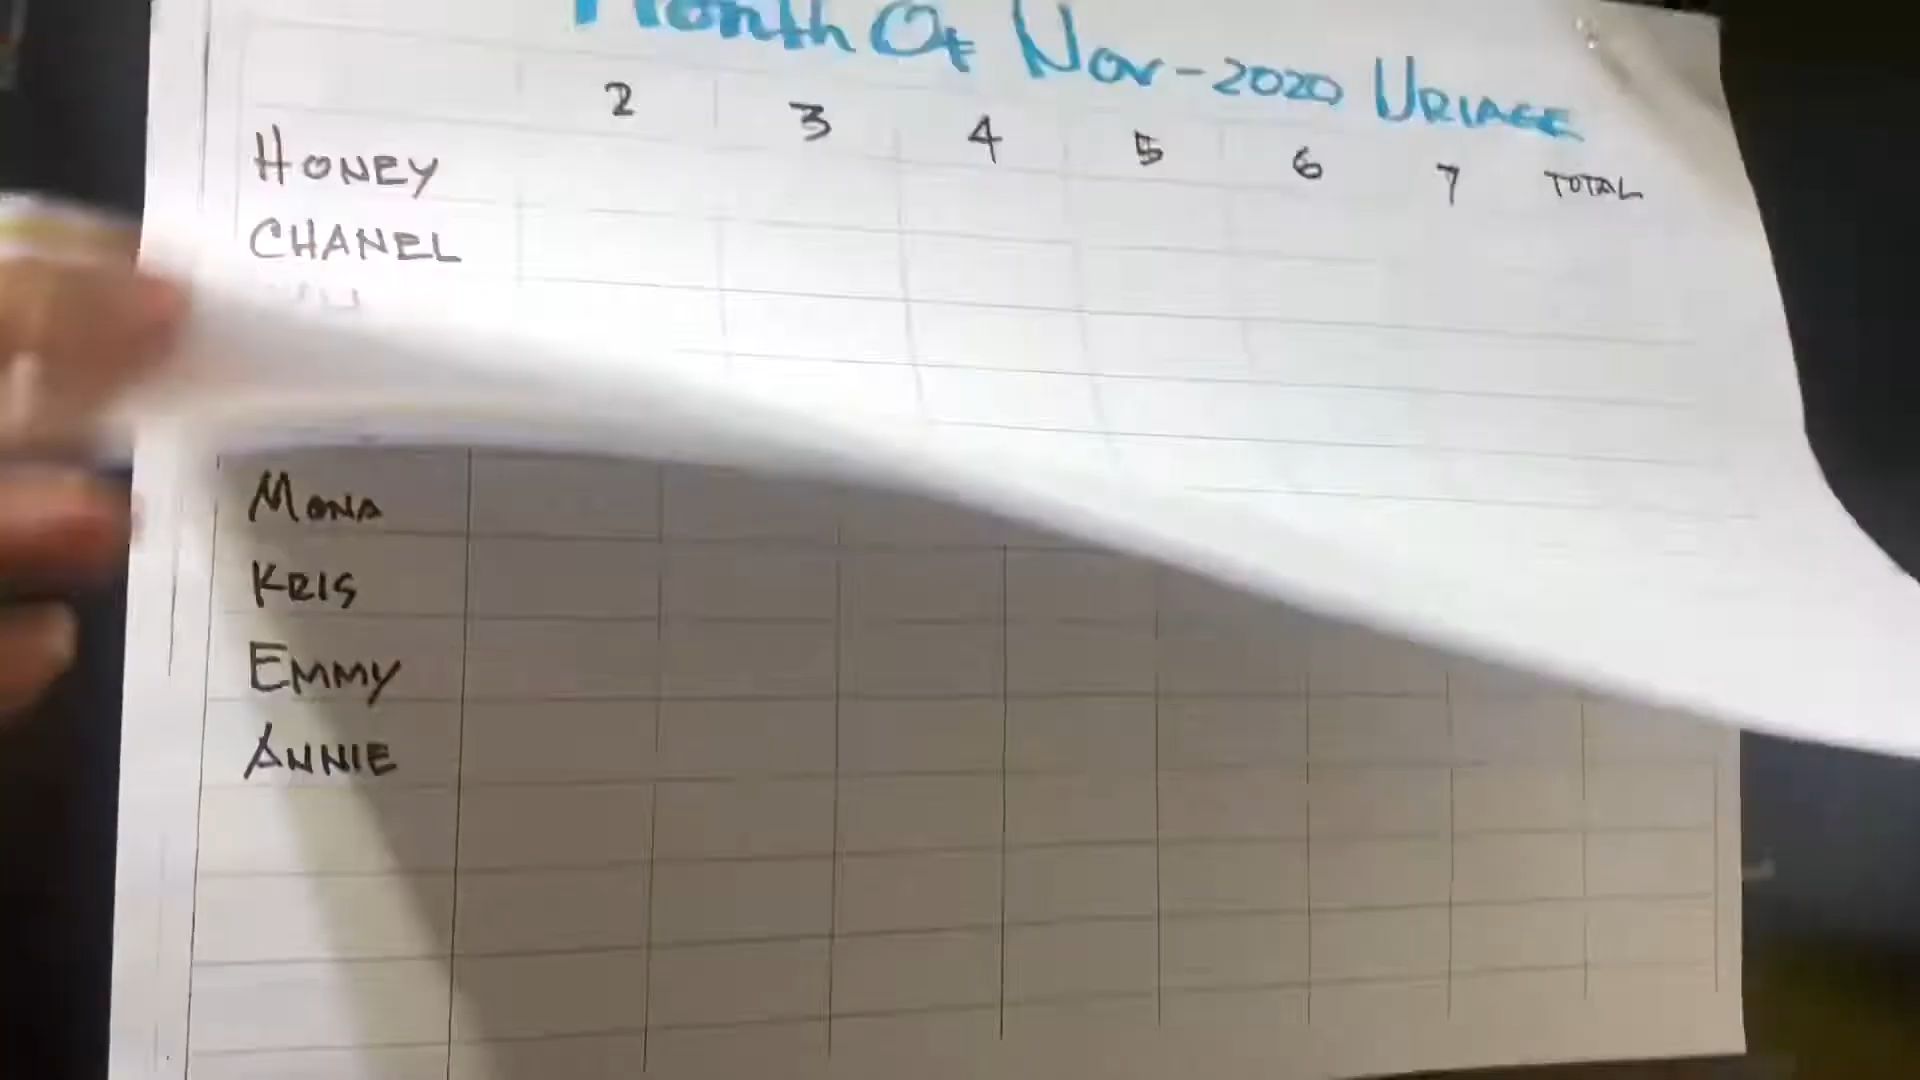 Month Of Nov-2020 URIAGE
2 3 4 5 6 7 TOTAL
HONEY
CHANEL
MONA
KRIS
EMMY
ANNIE